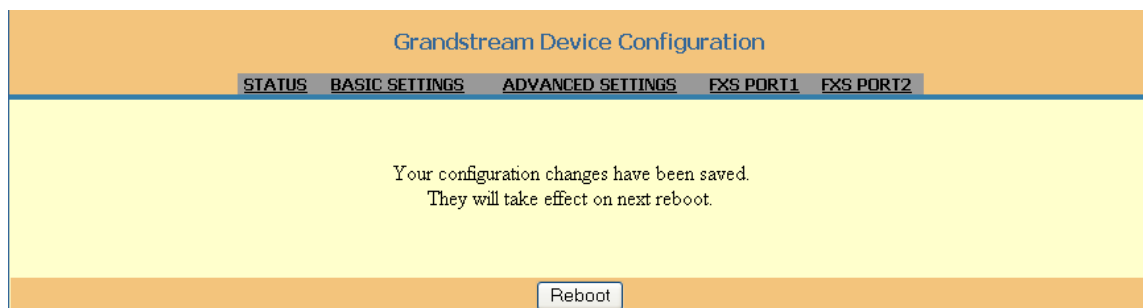 Grandstream Device Configuration
STATUS BASIC SETTINGS ADVANCED SETTINGS FXS PORT1 FXS PORT2
Your configuration changes have been saved.
They will take effect on next reboot.
Reboot